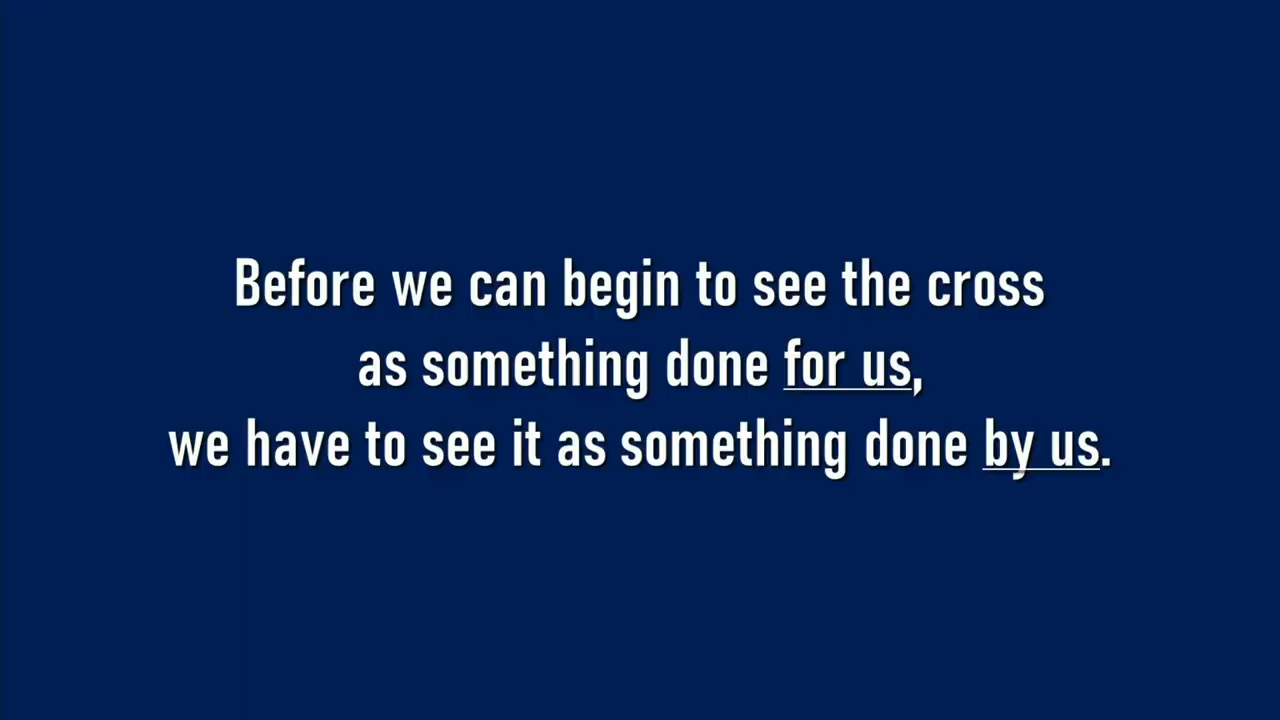 Before we can begin to see the cross
as something done for us,
we have to see it as something done by us.